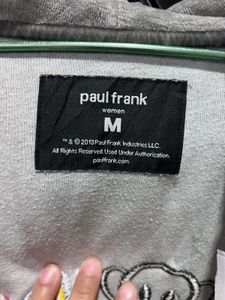 paul frank
women
M
™ & © 2013 Paul Frank Industries LLC.
All Rights Reserved. Used Under Authorization.
paulfrank.com